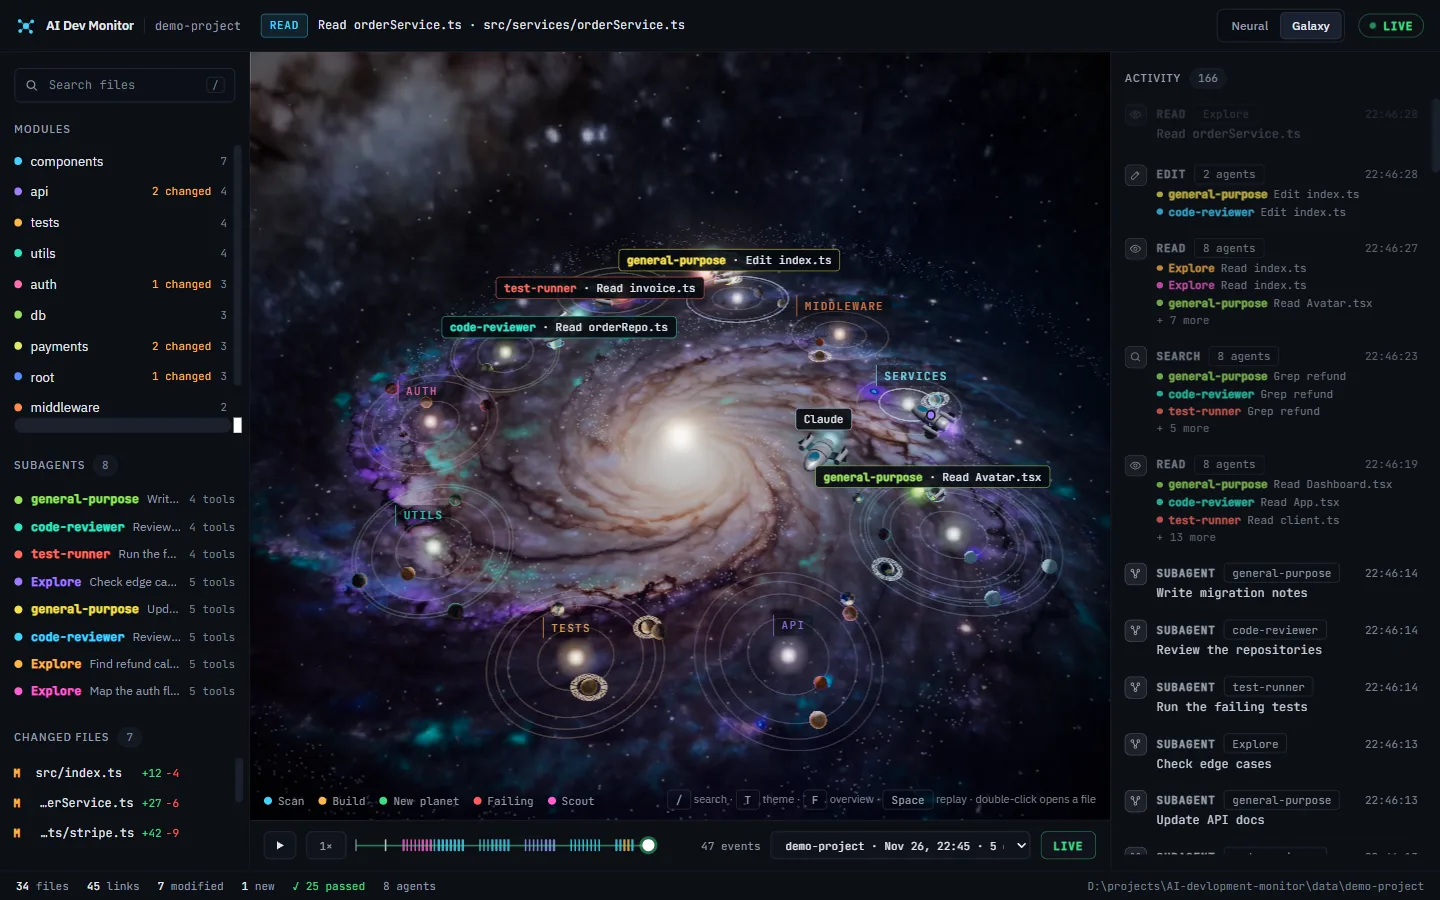 AI Dev Monitor demo-project READ Read orderService.ts · src/services/orderService.ts Neural Galaxy LIVE
Search files /
MODULES
components 7
api 2 changed 4
tests 4
utils 4
auth 1 changed 3
db 3
payments 2 changed 3
root 1 changed 3
middleware 2
SUBAGENTS 8
general-purpose Writ... 4 tools
code-reviewer Review... 4 tools
test-runner Run the f... 4 tools
Explore Check edge ca... 5 tools
general-purpose Upd... 5 tools
code-reviewer Review... 5 tools
Explore Find refund cal... 5 tools
Explore Map the auth fl... 5 tools
CHANGED FILES 7
M src/index.ts +12 -4
M …erService.ts +27 -6
M …ts/stripe.ts +42 -9
general-purpose · Edit index.ts
test-runner · Read invoice.ts
MIDDLEWARE
code-reviewer · Read orderRepo.ts
SERVICES
AUTH
Claude
general-purpose · Read Avatar.tsx
UTILS
TESTS
API
Scan Build New planet Failing Scout / search · T theme · F overview · Space replay · double-click opens a file
1× 47 events demo-project · Nov 26, 22:45 · 5 LIVE
ACTIVITY 166
READ Explore 22:46:28
Read orderService.ts
EDIT 2 agents 22:46:28
general-purpose Edit index.ts
code-reviewer Edit index.ts
READ 8 agents 22:46:27
Explore Read index.ts
Explore Read index.ts
general-purpose Read Avatar.tsx
+ 7 more
SEARCH 8 agents 22:46:23
general-purpose Grep refund
code-reviewer Grep refund
test-runner Grep refund
+ 5 more
READ 8 agents 22:46:19
general-purpose Read Dashboard.tsx
code-reviewer Read App.tsx
test-runner Read client.ts
+ 13 more
SUBAGENT general-purpose 22:46:14
Write migration notes
SUBAGENT code-reviewer 22:46:14
Review the repositories
SUBAGENT test-runner 22:46:14
Run the failing tests
SUBAGENT Explore 22:46:13
Check edge cases
SUBAGENT general-purpose 22:46:13
Update API docs
34 files 45 links 7 modified 1 new ✓ 25 passed 8 agents D:\projects\AI-devlopment-monitor\data\demo-project